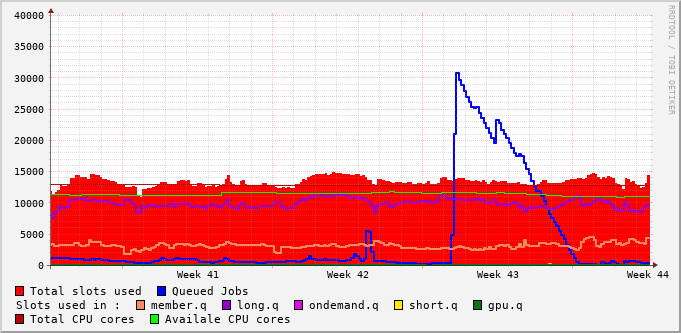 RRDTOOL / TOBI OETIKER
40000
35000
30000
25000
20000
15000
10000
5000
0
Week 41 Week 42 Week 43 Week 44
Total slots used Queued Jobs
Slots used in : member.q long.q ondemand.q short.q gpu.q
Total CPU cores Availale CPU cores